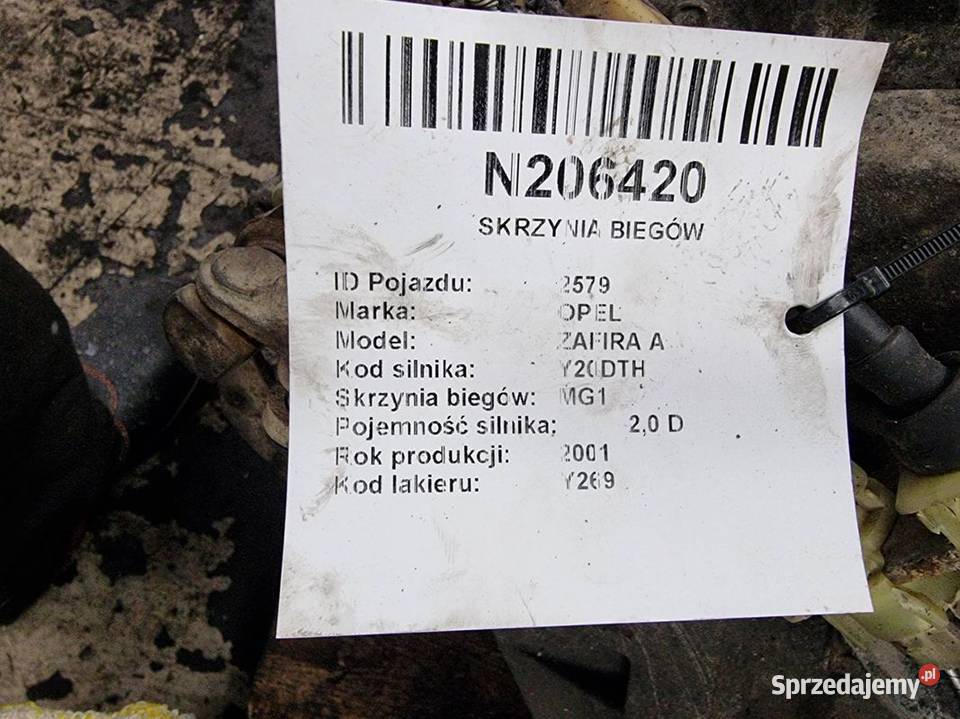 N206420
SKRZYNIA BIEGÓW
ID Pojazdu: 2579
Marka: OPEL
Model: ZAFIRA A
Kod silnika: Y20DTH
Skrzynia biegów: MG1
Pojemność silnika: 2,0 D
Rok produkcji: 2001
Kod lakieru: Y269
Sprzedajemy.pl